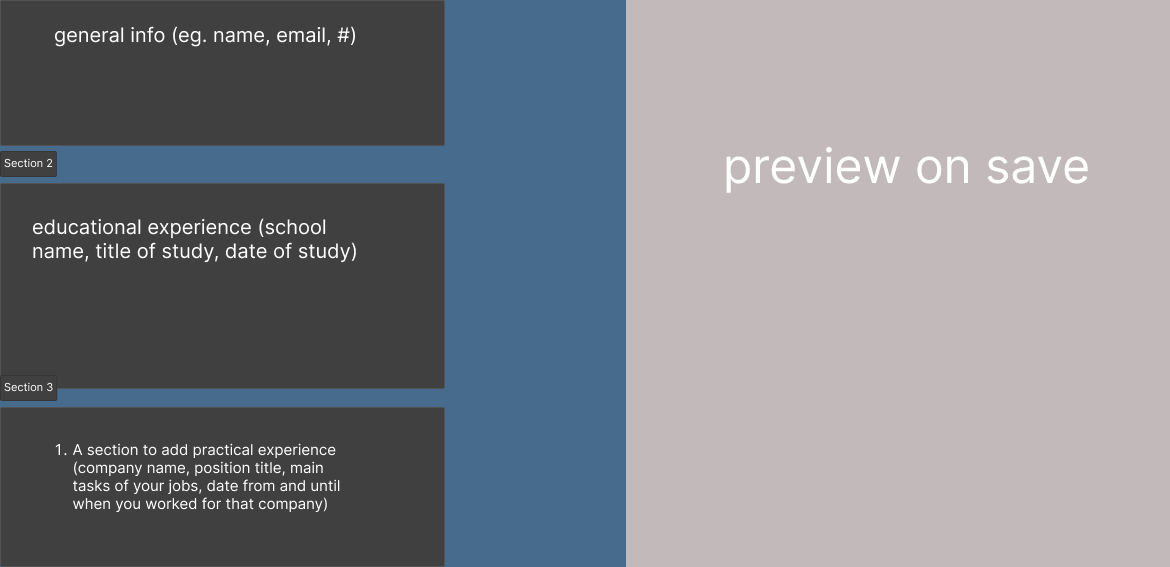 general info (eg. name, email, #)
Section 2
educational experience (school
name, title of study, date of study)
Section 3
1. A section to add practical experience
(company name, position title, main
tasks of your jobs, date from and until
when you worked for that company)
preview on save